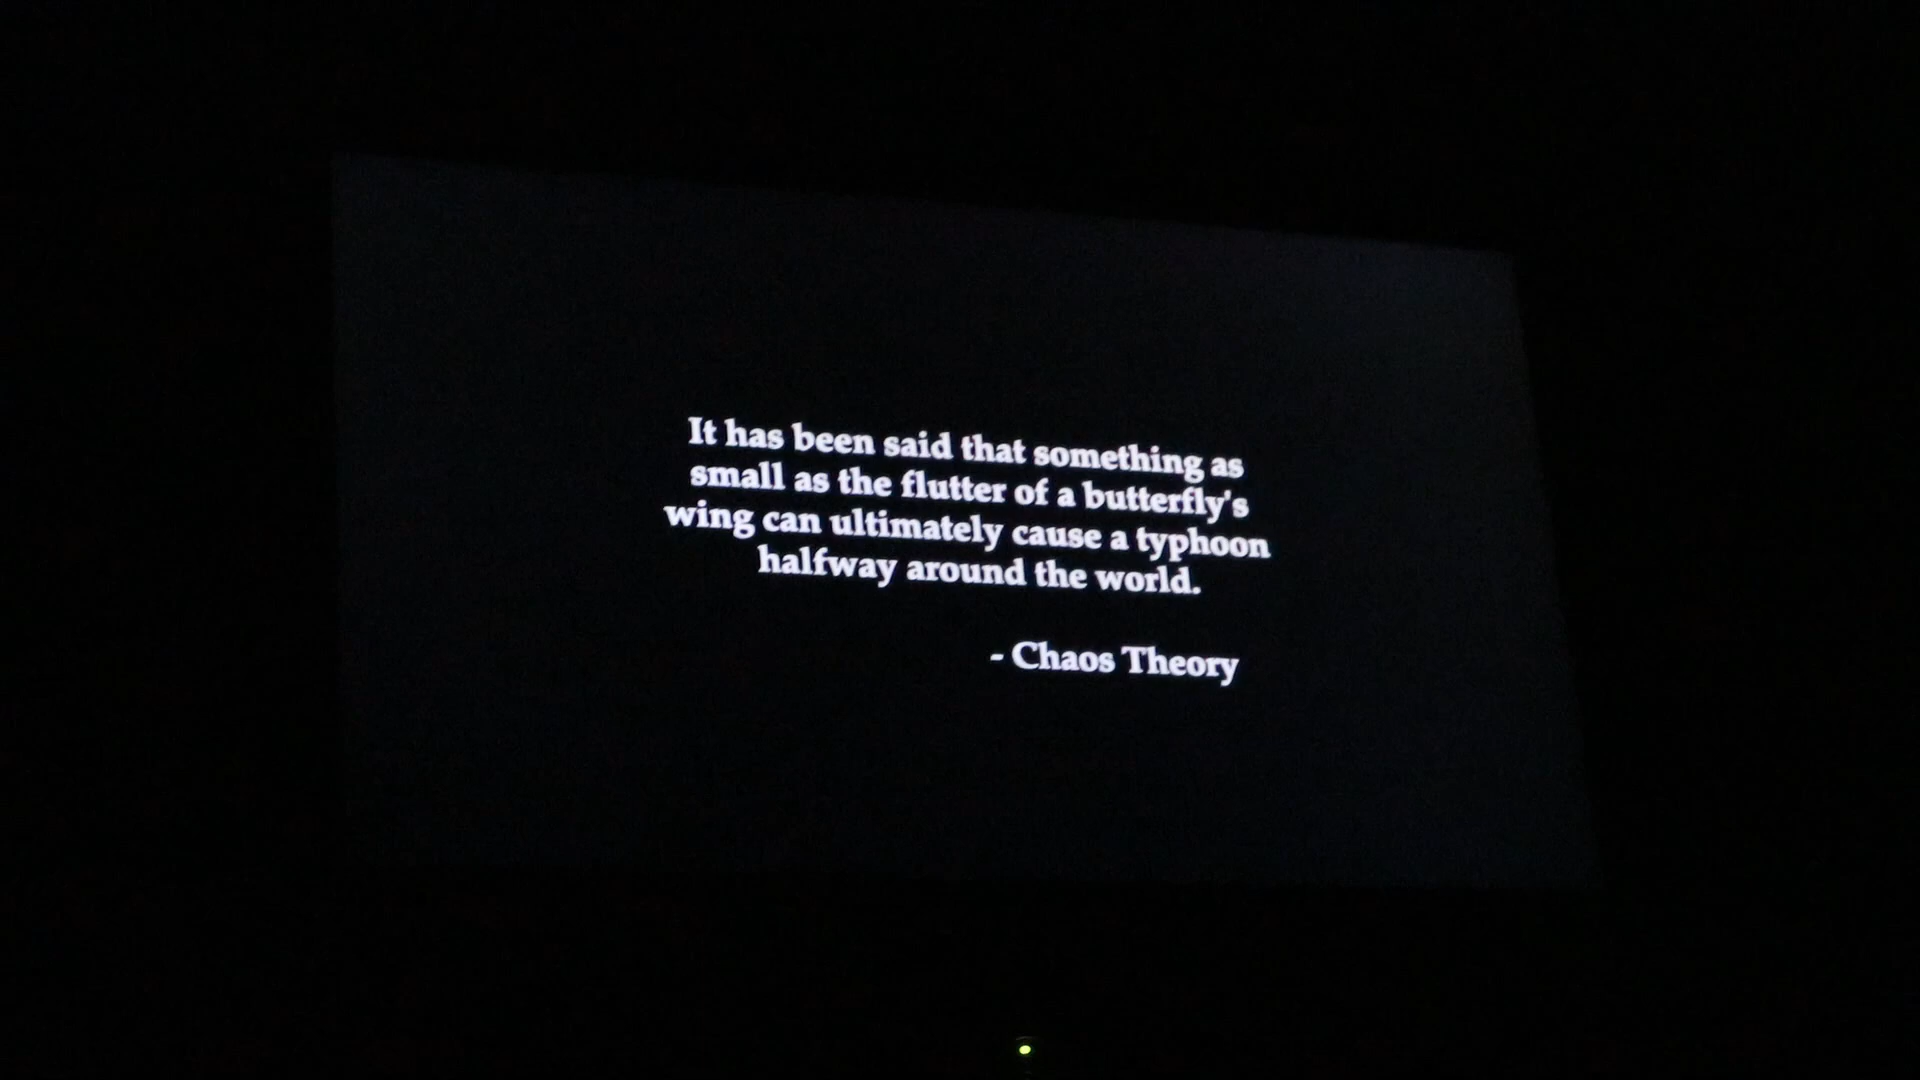 It has been said that something as
small as the flutter of a butterfly's
wing can ultimately cause a typhoon
halfway around the world.
- Chaos Theory